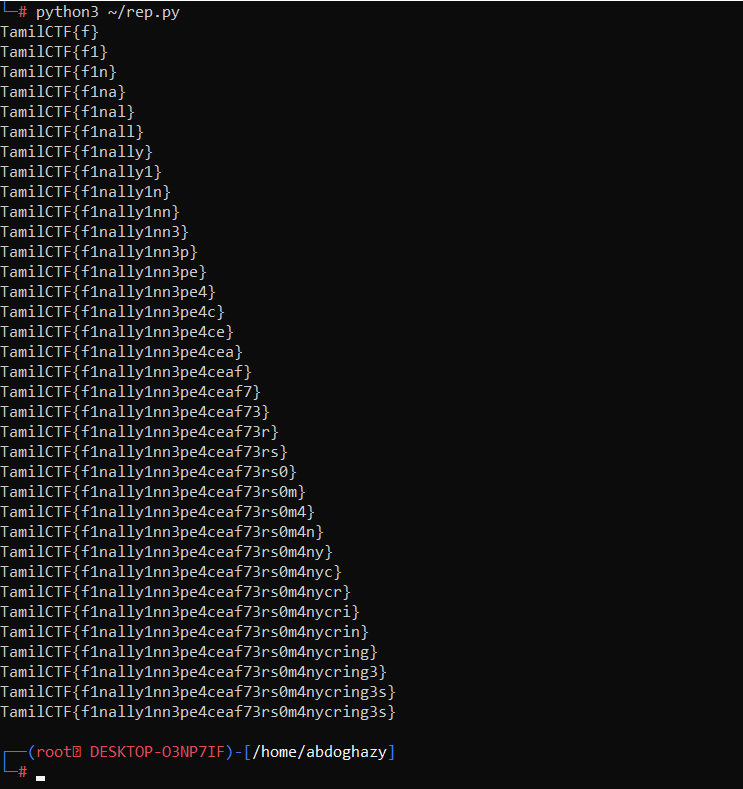 └─# python3 ~/rep.py
TamilCTF{f}
TamilCTF{f1}
TamilCTF{f1n}
TamilCTF{f1na}
TamilCTF{f1nal}
TamilCTF{f1nall}
TamilCTF{f1nally}
TamilCTF{f1nally1}
TamilCTF{f1nally1n}
TamilCTF{f1nally1nn}
TamilCTF{f1nally1nn3}
TamilCTF{f1nally1nn3p}
TamilCTF{f1nally1nn3pe}
TamilCTF{f1nally1nn3pe4}
TamilCTF{f1nally1nn3pe4c}
TamilCTF{f1nally1nn3pe4ce}
TamilCTF{f1nally1nn3pe4cea}
TamilCTF{f1nally1nn3pe4ceaf}
TamilCTF{f1nally1nn3pe4ceaf7}
TamilCTF{f1nally1nn3pe4ceaf73}
TamilCTF{f1nally1nn3pe4ceaf73r}
TamilCTF{f1nally1nn3pe4ceaf73rs}
TamilCTF{f1nally1nn3pe4ceaf73rs0}
TamilCTF{f1nally1nn3pe4ceaf73rs0m}
TamilCTF{f1nally1nn3pe4ceaf73rs0m4}
TamilCTF{f1nally1nn3pe4ceaf73rs0m4n}
TamilCTF{f1nally1nn3pe4ceaf73rs0m4ny}
TamilCTF{f1nally1nn3pe4ceaf73rs0m4nyc}
TamilCTF{f1nally1nn3pe4ceaf73rs0m4nycr}
TamilCTF{f1nally1nn3pe4ceaf73rs0m4nycri}
TamilCTF{f1nally1nn3pe4ceaf73rs0m4nycrin}
TamilCTF{f1nally1nn3pe4ceaf73rs0m4nycring}
TamilCTF{f1nally1nn3pe4ceaf73rs0m4nycring3}
TamilCTF{f1nally1nn3pe4ceaf73rs0m4nycring3s}
TamilCTF{f1nally1nn3pe4ceaf73rs0m4nycring3s}
┌──(root DESKTOP-O3NP7IF)-[/home/abdoghazy]
└─#